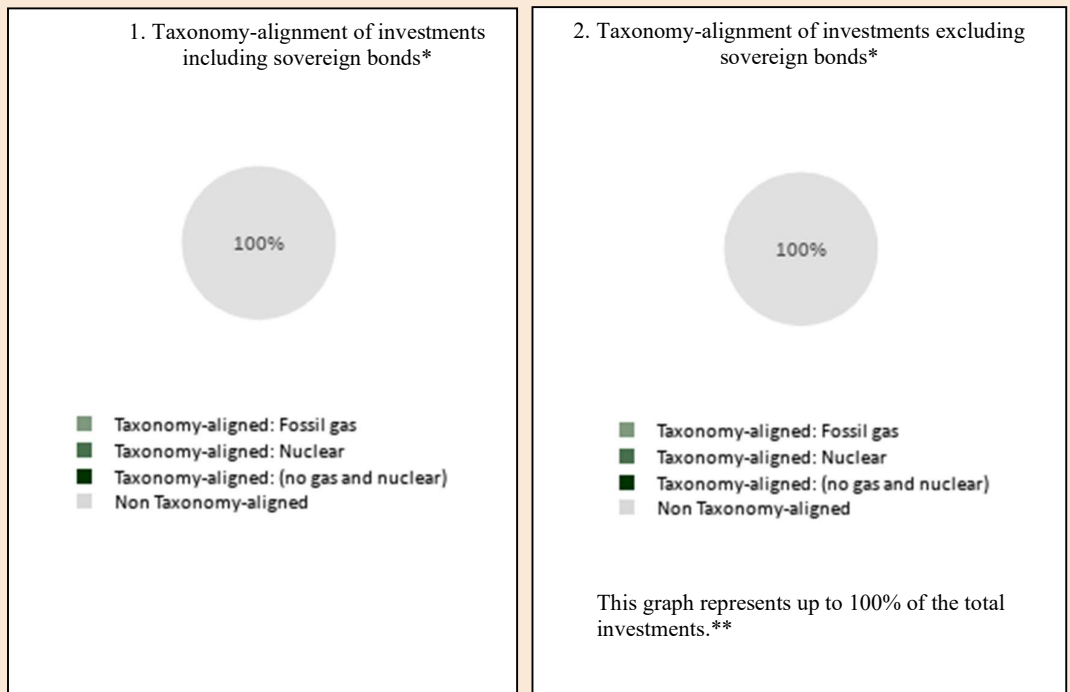 1. Taxonomy-alignment of investments
including sovereign bonds*
100%
Taxonomy-aligned: Fossil gas
Taxonomy-aligned: Nuclear
Taxonomy-aligned: (no gas and nuclear)
Non Taxonomy-aligned
2. Taxonomy-alignment of investments excluding
sovereign bonds*
100%
Taxonomy-aligned: Fossil gas
Taxonomy-aligned: Nuclear
Taxonomy-aligned: (no gas and nuclear)
Non Taxonomy-aligned
This graph represents up to 100% of the total
investments.**